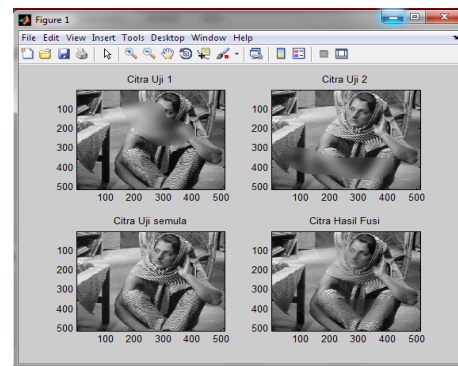 Figure 1
File Edit View Insert Tools Desktop Window Help
Citra Uji 1
100
200
300
400
500
100 200 300 400 500
Citra Uji 2
100
200
300
400
500
100 200 300 400 500
Citra Uji semula
100
200
300
400
500
100 200 300 400 500
Citra Hasil Fusi
100
200
300
400
500
100 200 300 400 500